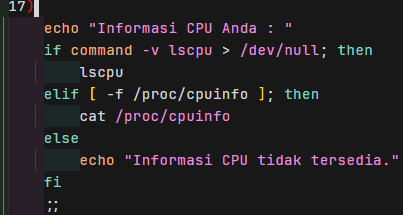 17)
echo "Informasi CPU Anda : "
if command -v lscpu > /dev/null; then
lscpu
elif [ -f /proc/cpuinfo ]; then
cat /proc/cpuinfo
else
echo "Informasi CPU tidak tersedia."
fi
;;